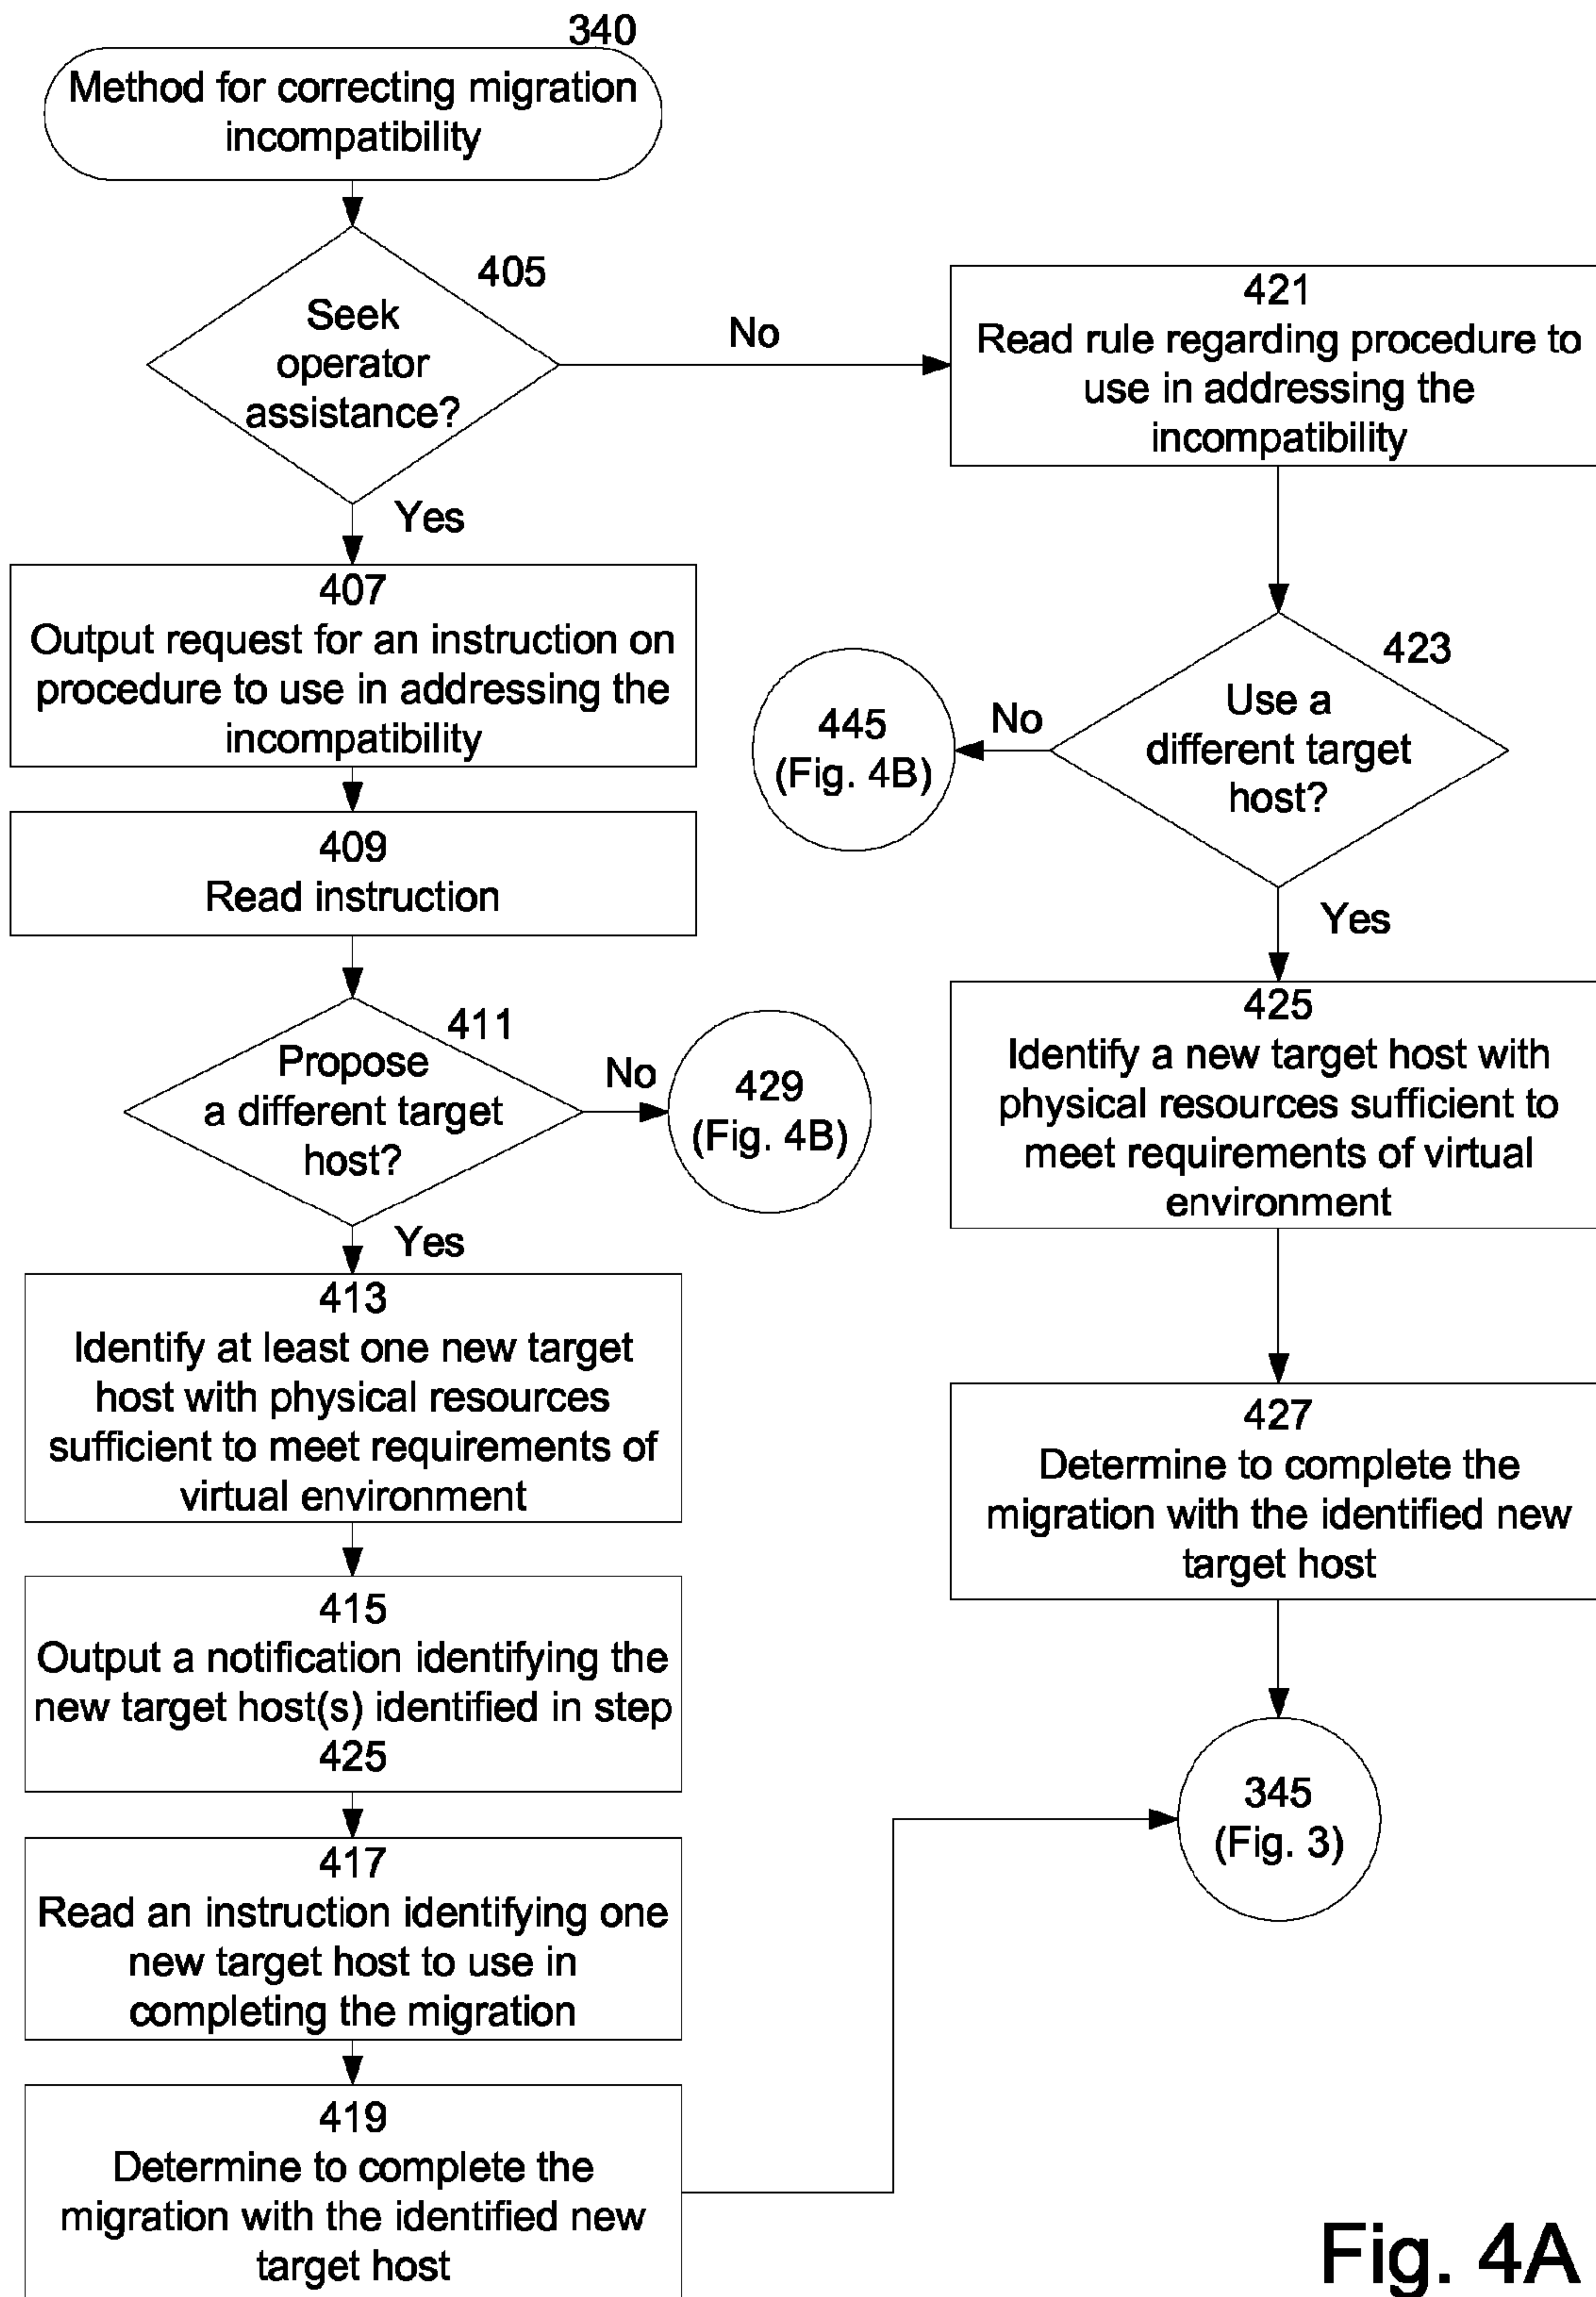 340
Method for correcting migration
incompatibility
405
Seek
operator
assistance?
No
Yes
407
Output request for an instruction on
procedure to use in addressing the
incompatibility
409
Read instruction
411
Propose
a different target
host?
No
429
(Fig. 4B)
Yes
413
Identify at least one new target
host with physical resources
sufficient to meet requirements of
virtual environment
415
Output a notification identifying the
new target host(s) identified in step
425
417
Read an instruction identifying one
new target host to use in
completing the migration
419
Determine to complete the
migration with the identified new
target host
421
Read rule regarding procedure to
use in addressing the
incompatibility
423
Use a
different target
host?
No
445
(Fig. 4B)
Yes
425
Identify a new target host with
physical resources sufficient to
meet requirements of virtual
environment
427
Determine to complete the
migration with the identified new
target host
345
(Fig. 3)
Fig. 4A